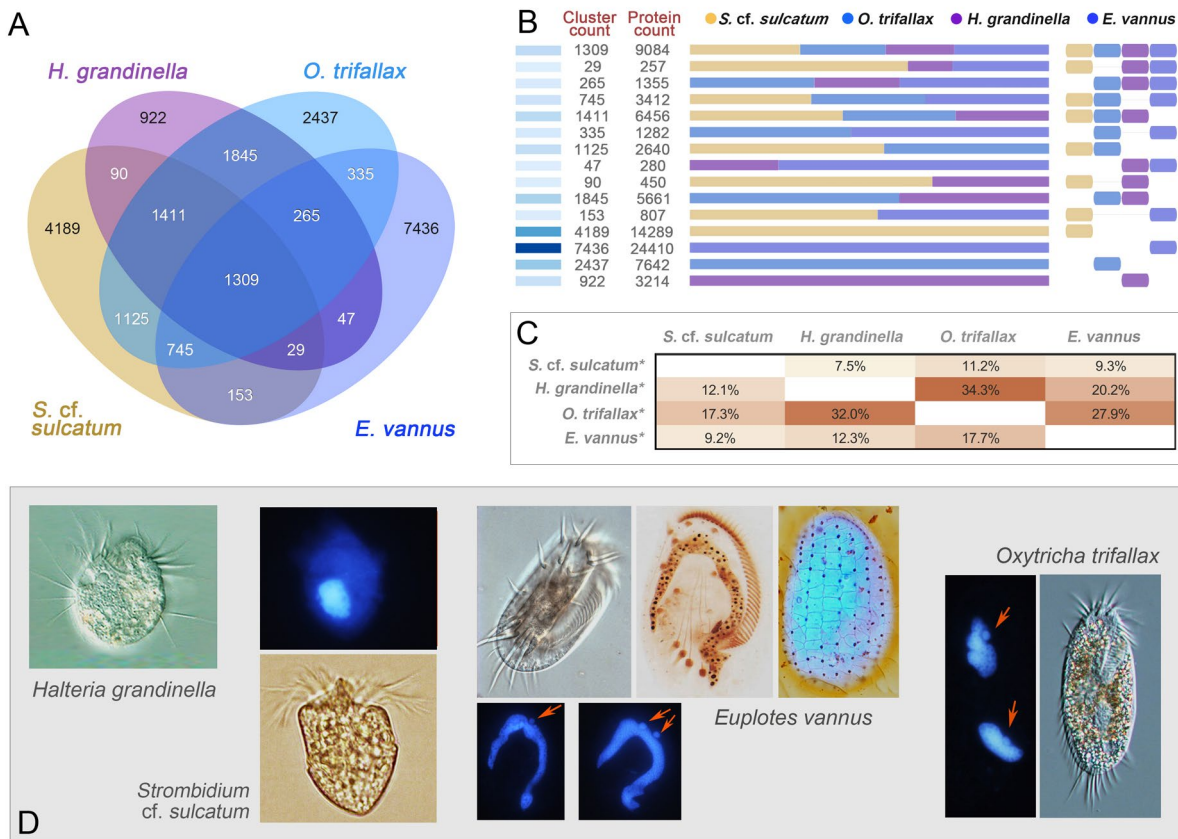 A
H. grandinella
O. trifallax
922
2437
1845
90
335
1411
265
4189
7436
1309
1125
47
745
29
153
S. cf.
sulcatum
E. vannus
B
Cluster count Protein count S. cf. sulcatum O. trifallax H. grandinella E. vannus
1309 9084
29 257
265 1355
745 3412
1411 6456
335 1282
1125 2640
47 280
90 450
1845 5661
153 807
4189 14289
7436 24410
2437 7642
922 3214
C
S. cf. sulcatum H. grandinella O. trifallax E. vannus
S. cf. sulcatum* 7.5% 11.2% 9.3%
H. grandinella* 12.1% 34.3% 20.2%
O. trifallax* 17.3% 32.0% 27.9%
E. vannus* 9.2% 12.3% 17.7%
Oxytricha trifallax
Halteria grandinella
Euplotes vannus
Strombidium
cf. sulcatum
D